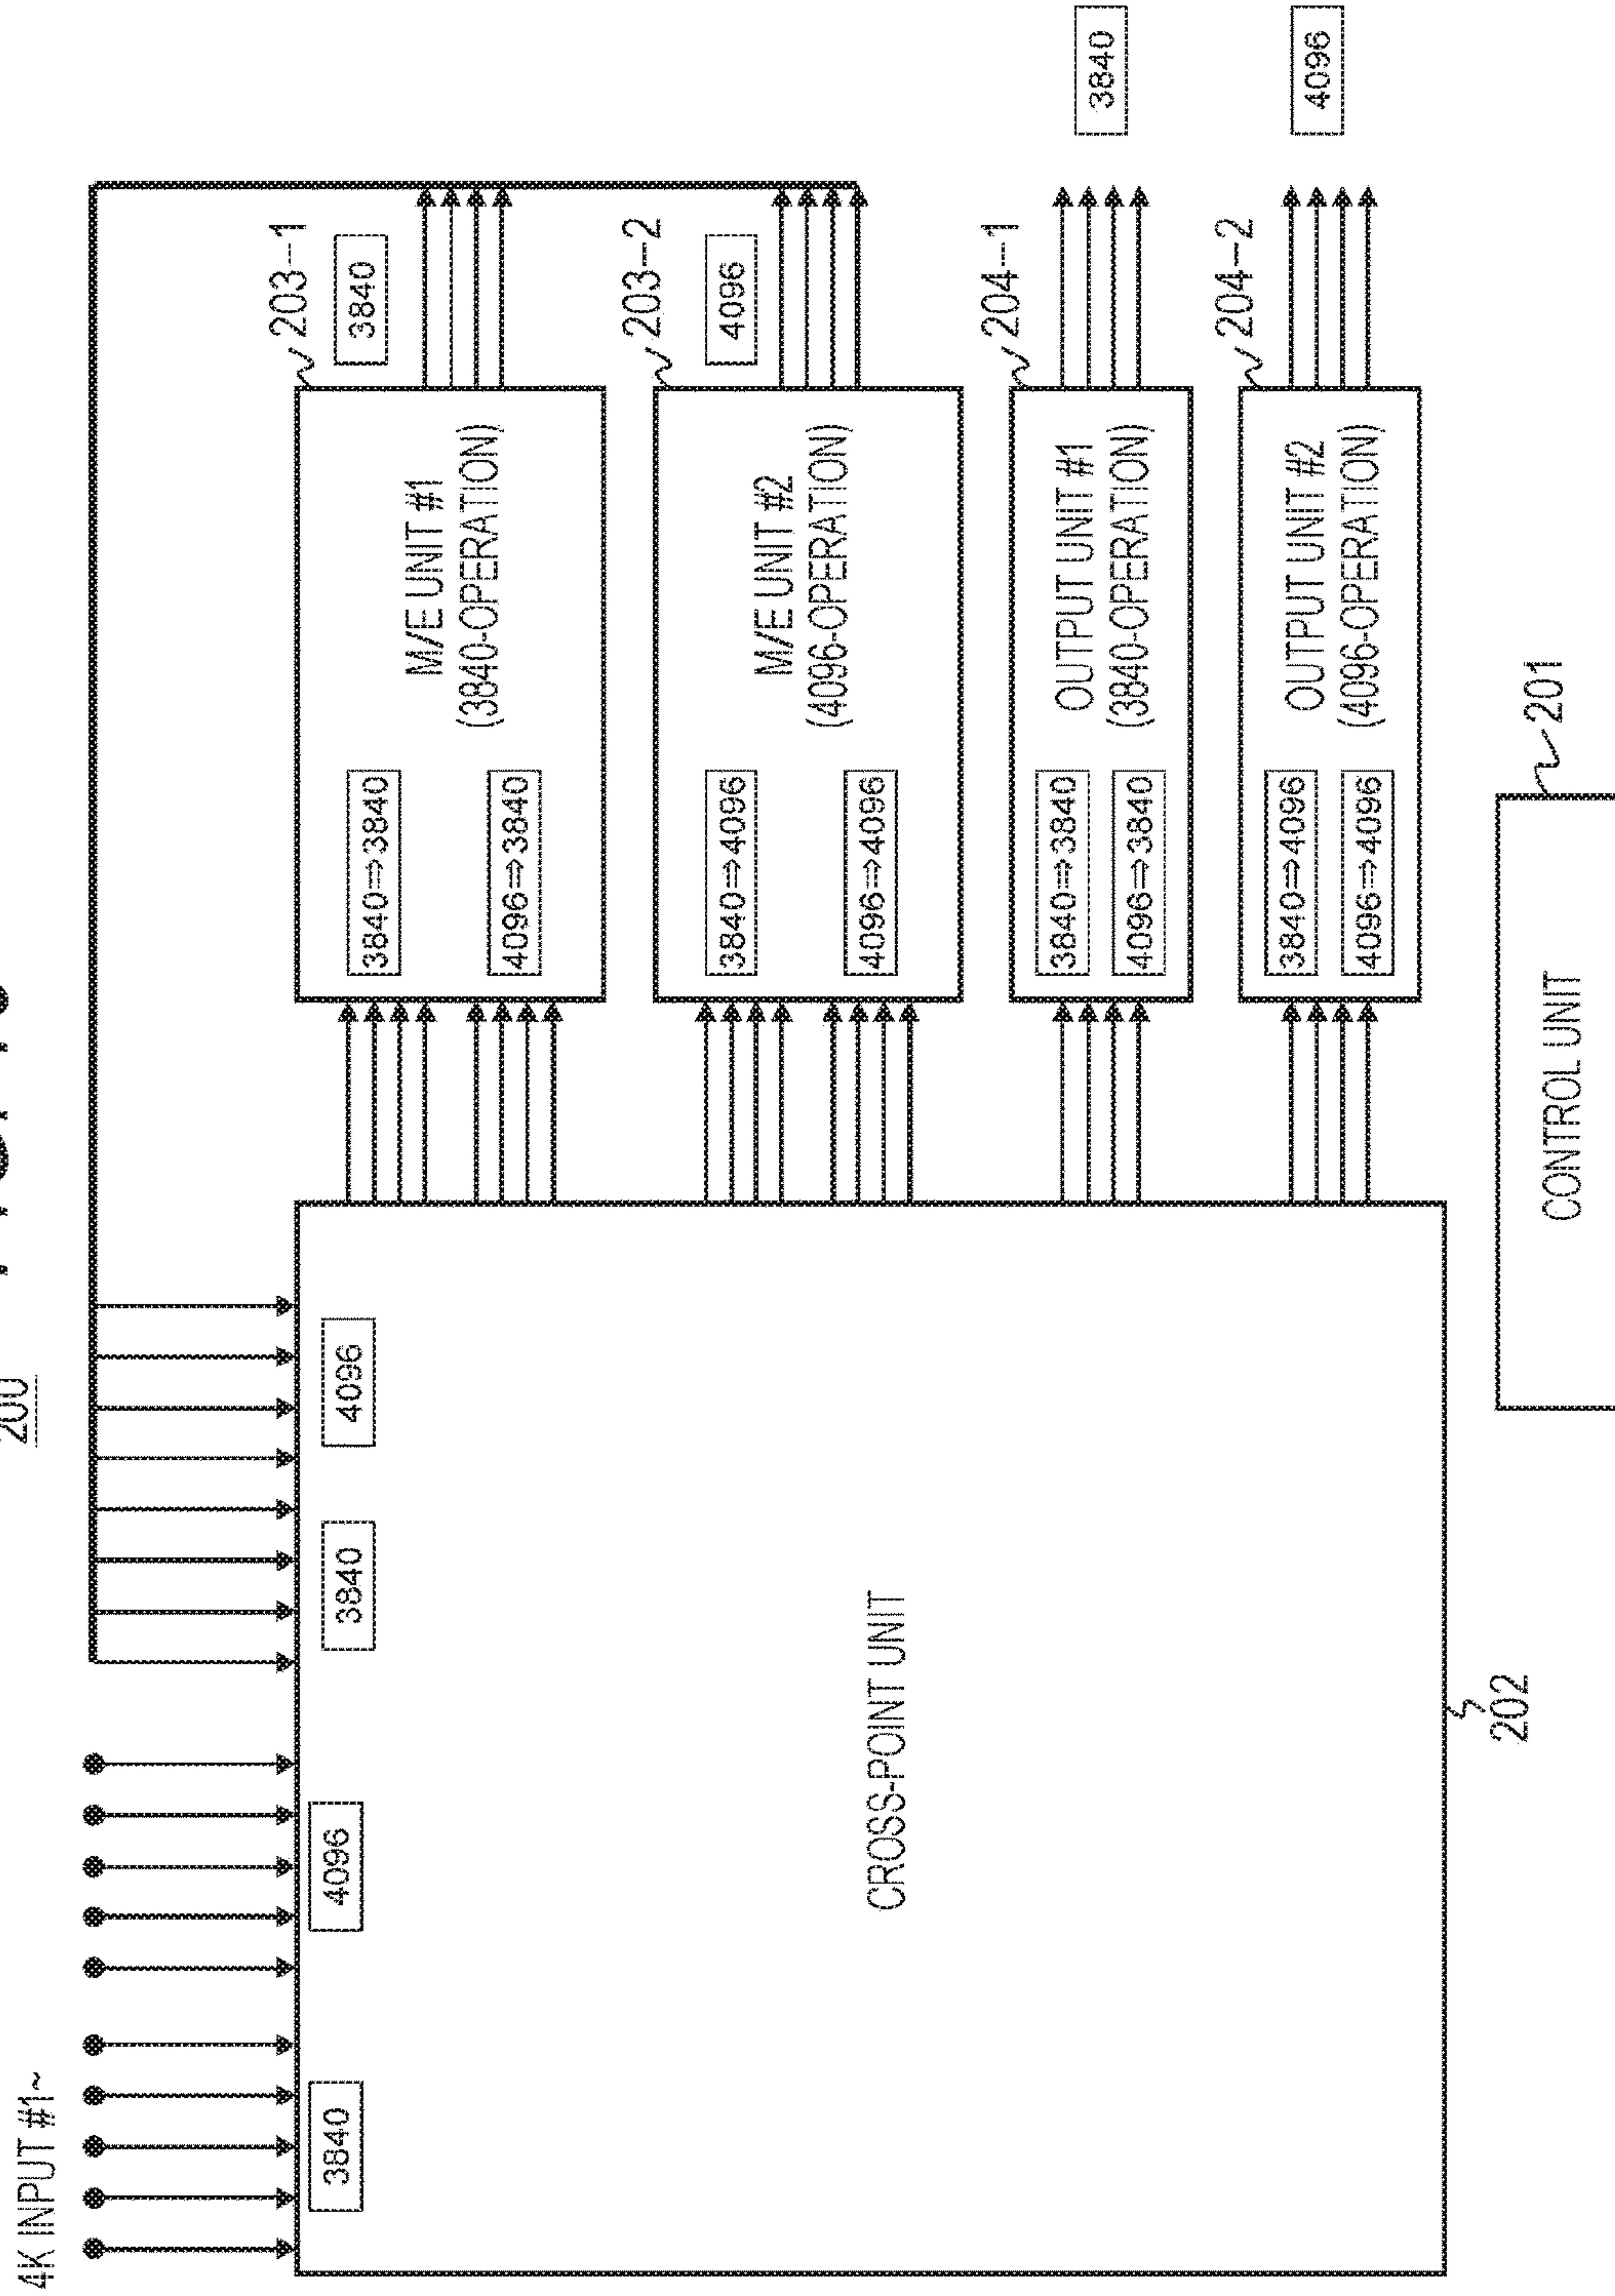 200
4K INPUT #1~
3840
4096
3840
4096
CROSS-POINT UNIT
202
203-1
3840
3840⇒3840
4096⇒3840
M/E UNIT #1
(3840-OPERATION)
203-2
4096
3840⇒4096
4096⇒4096
M/E UNIT #2
(4096-OPERATION)
204-1
3840⇒3840
4096⇒3840
OUTPUT UNIT #1
(3840-OPERATION)
3840
204-2
3840⇒4096
4096⇒4096
OUTPUT UNIT #2
(4096-OPERATION)
4096
CONTROL UNIT
201